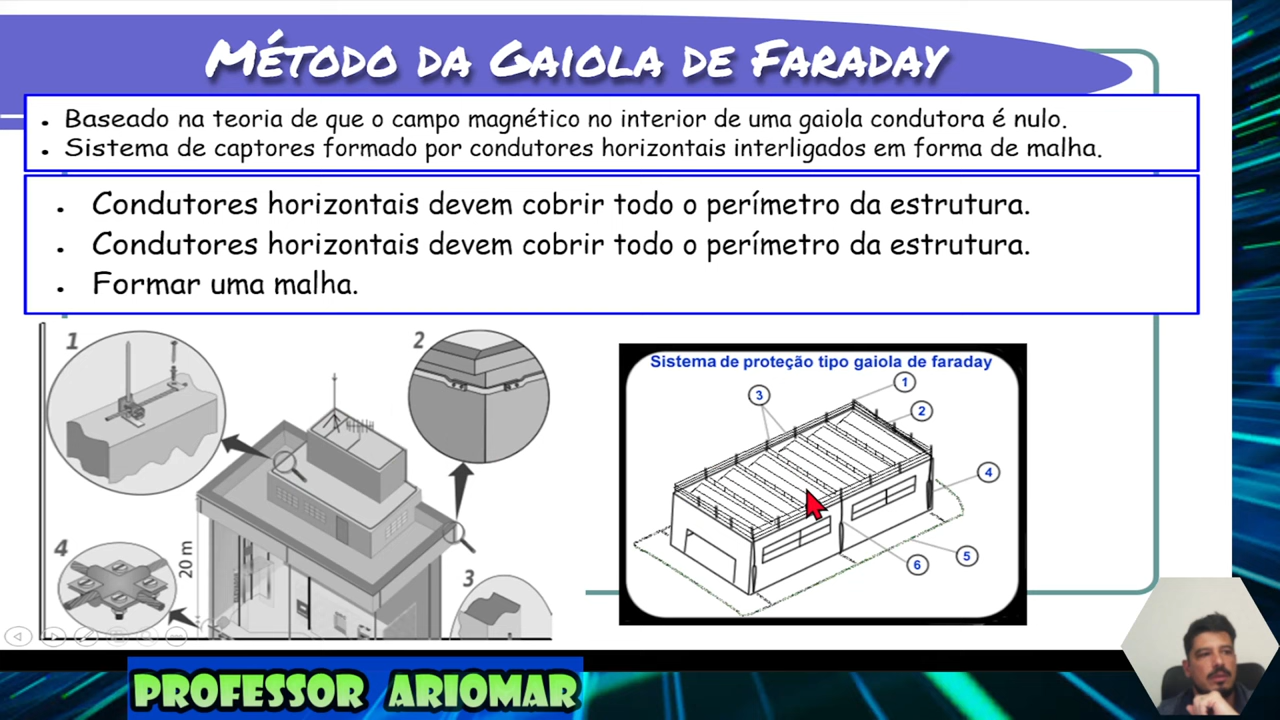 Método da Gaiola de Faraday
• Baseado na teoria de que o campo magnético no interior de uma gaiola condutora é nulo.
• Sistema de captores formado por condutores horizontais interligados em forma de malha.
• Condutores horizontais devem cobrir todo o perímetro da estrutura.
• Condutores horizontais devem cobrir todo o perímetro da estrutura.
• Formar uma malha.
1
2
20 m
4
3
Sistema de proteção tipo gaiola de faraday
1
3
2
4
5
6
PROFESSOR ARIOMAR